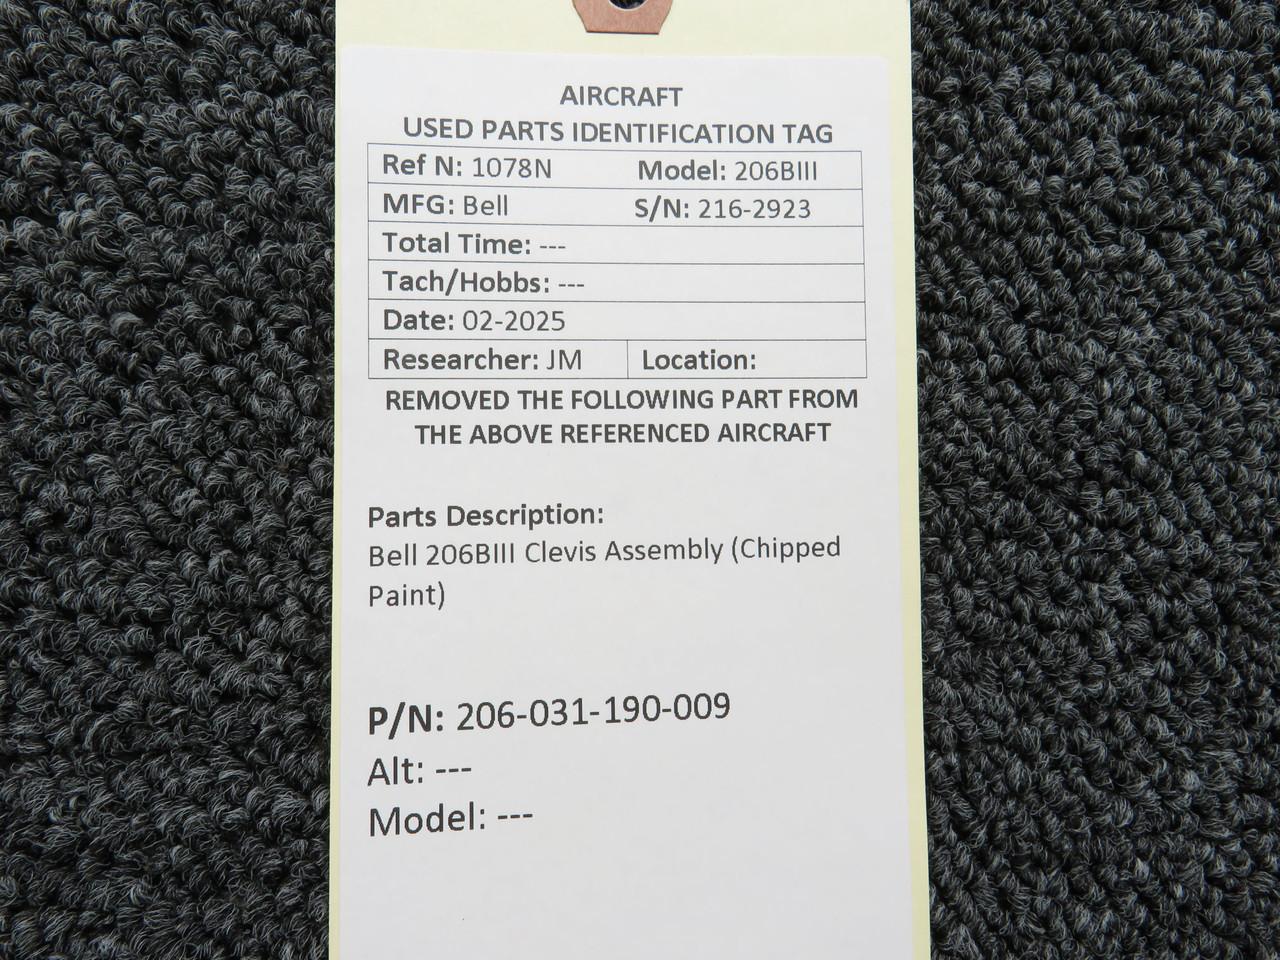 AIRCRAFT
USED PARTS IDENTIFICATION TAG
Ref N: 1078N Model: 206BIII
MFG: Bell S/N: 216-2923
Total Time: ---
Tach/Hobbs: ---
Date: 02-2025
Researcher: JM Location:
REMOVED THE FOLLOWING PART FROM
THE ABOVE REFERENCED AIRCRAFT
Parts Description:
Bell 206BIII Clevis Assembly (Chipped
Paint)
P/N: 206-031-190-009
Alt: ---
Model: ---